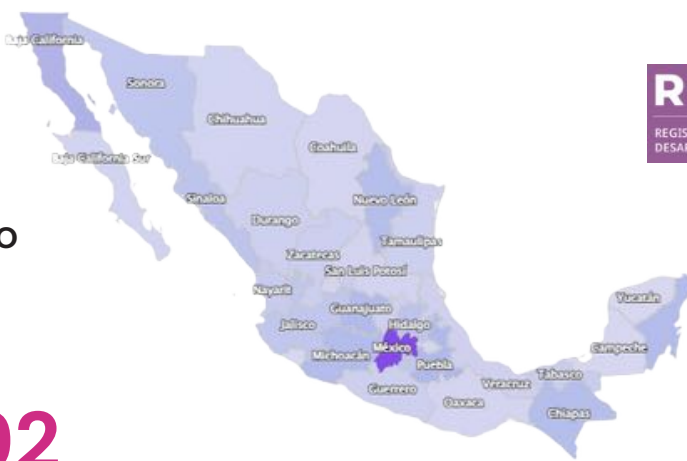 Baja California
Sonora
Chihuahua
Coahuila
Baja California Sur
Sinaloa
Nuevo León
Durango
Tamaulipas
Zacatecas
San Luis Potosí
Nayarit
Guanajuato
Hidalgo
Jalisco
México
Michoacán
Puebla
Guerrero
Oaxaca
Veracruz
Tabasco
Chiapas
Yucatán
Campeche
R
REGIS
DESAP
O
02